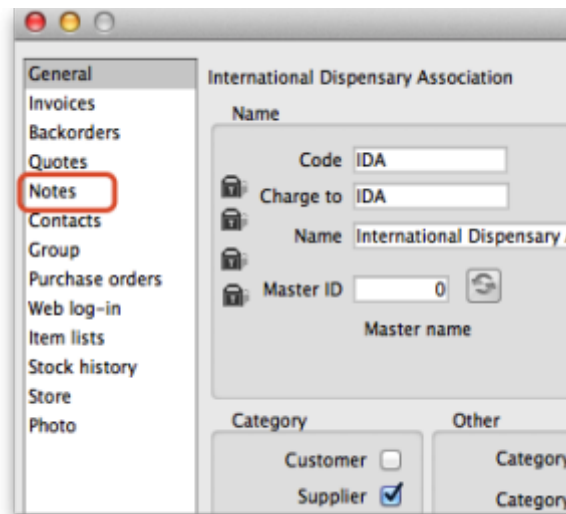 General
Invoices
Backorders
Quotes
Notes
Contacts
Group
Purchase orders
Web log-in
Item lists
Stock history
Store
Photo
International Dispensary Association
Name
Code IDA
Charge to IDA
Name International Dispensary
Master ID 0
Master name
Category
Customer
Supplier
Other
Category
Category